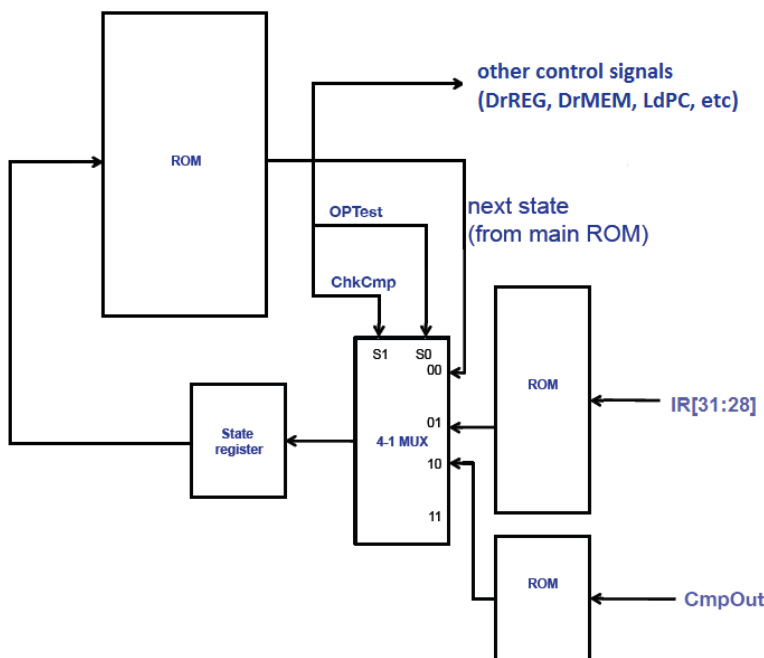 other control signals
(DrREG, DrMEM, LdPC, etc)
ROM
OPTest
next state
(from main ROM)
ChkCmp
S1 S0
00
ROM
IR[31:28]
01
State
register
4-1 MUX
10
11
ROM
CmpOut